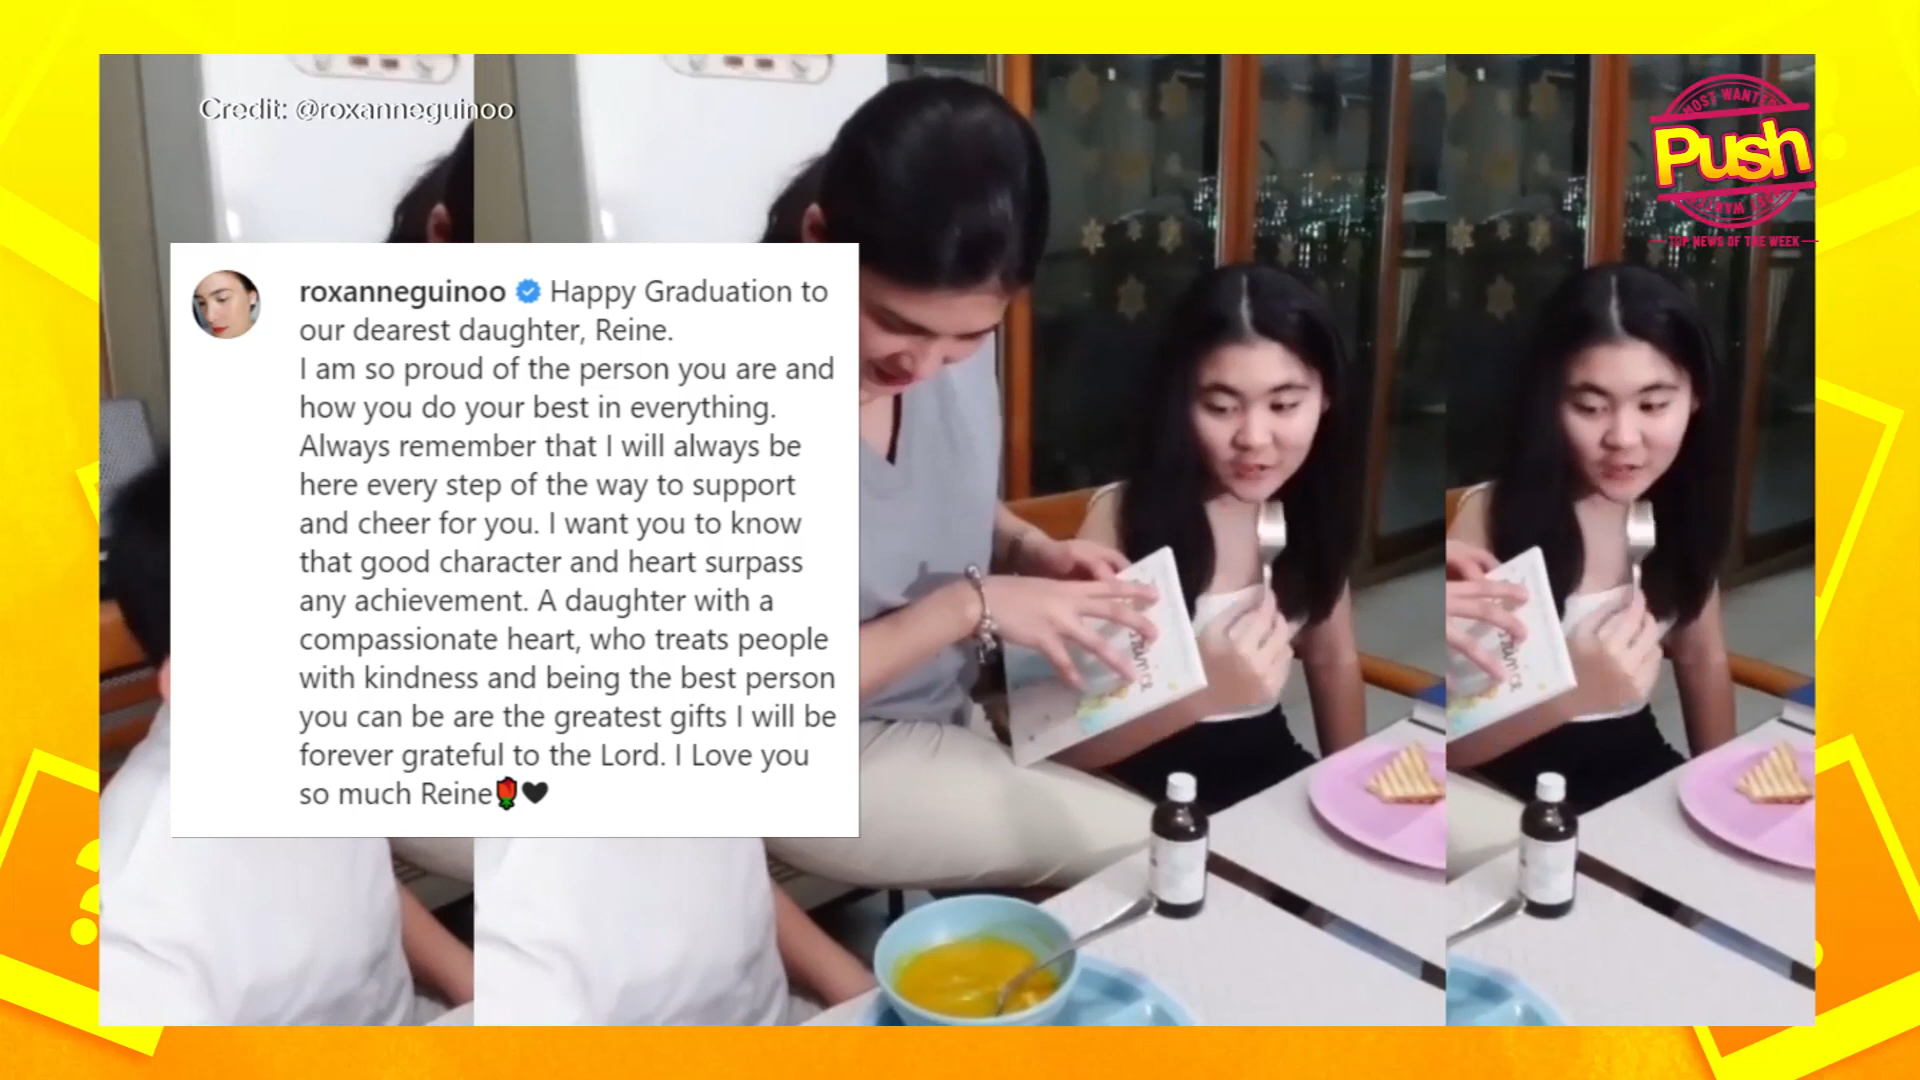 Credit: @roxanneguinoo
MOST WANTED
Push
MOST WANTED
TOP NEWS OF THE WEEK
roxanneguinoo Happy Graduation to
our dearest daughter, Reine.
I am so proud of the person you are and
how you do your best in everything.
Always remember that I will always be
here every step of the way to support
and cheer for you. I want you to know
that good character and heart surpass
any achievement. A daughter with a
compassionate heart, who treats people
with kindness and being the best person
you can be are the greatest gifts I will be
forever grateful to the Lord. I Love you
so much Reine🌹🖤